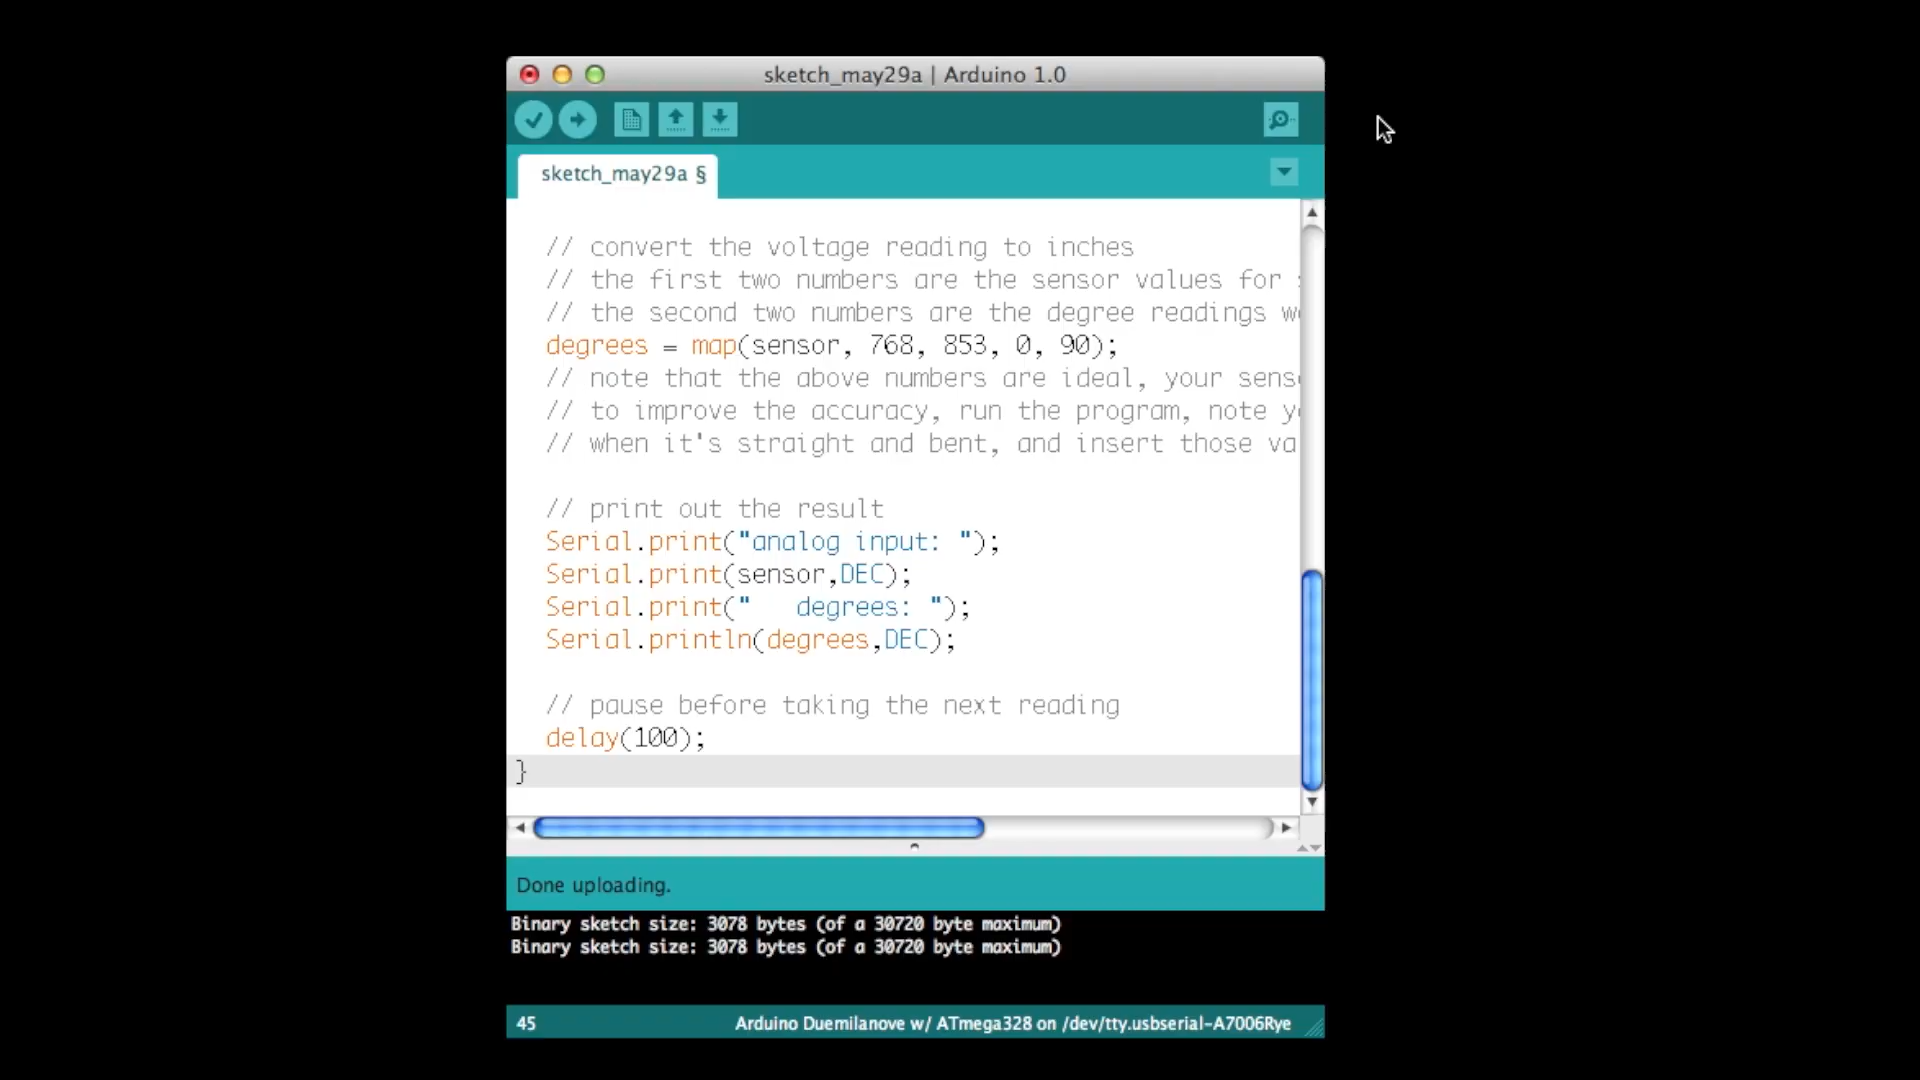 sketch_may29a | Arduino 1.0
sketch_may29a §
// convert the voltage reading to inches
// the first two numbers are the sensor values for
// the second two numbers are the degree readings
degrees = map(sensor, 768, 853, 0, 90);
// note that the above numbers are ideal, your
// to improve the accuracy, run the program, note
// when it's straight and bent, and insert those
// print out the result
Serial.print("analog input: ");
Serial.print(sensor,DEC);
Serial.print("   degrees: ");
Serial.println(degrees,DEC);
// pause before taking the next reading
delay(100);
}
Done uploading.
Binary sketch size: 3078 bytes (of a 30720 byte maximum)
Binary sketch size: 3078 bytes (of a 30720 byte maximum)
45 Arduino Duemilanove w/ ATmega328 on /dev/tty.usbserial-A7006Rye